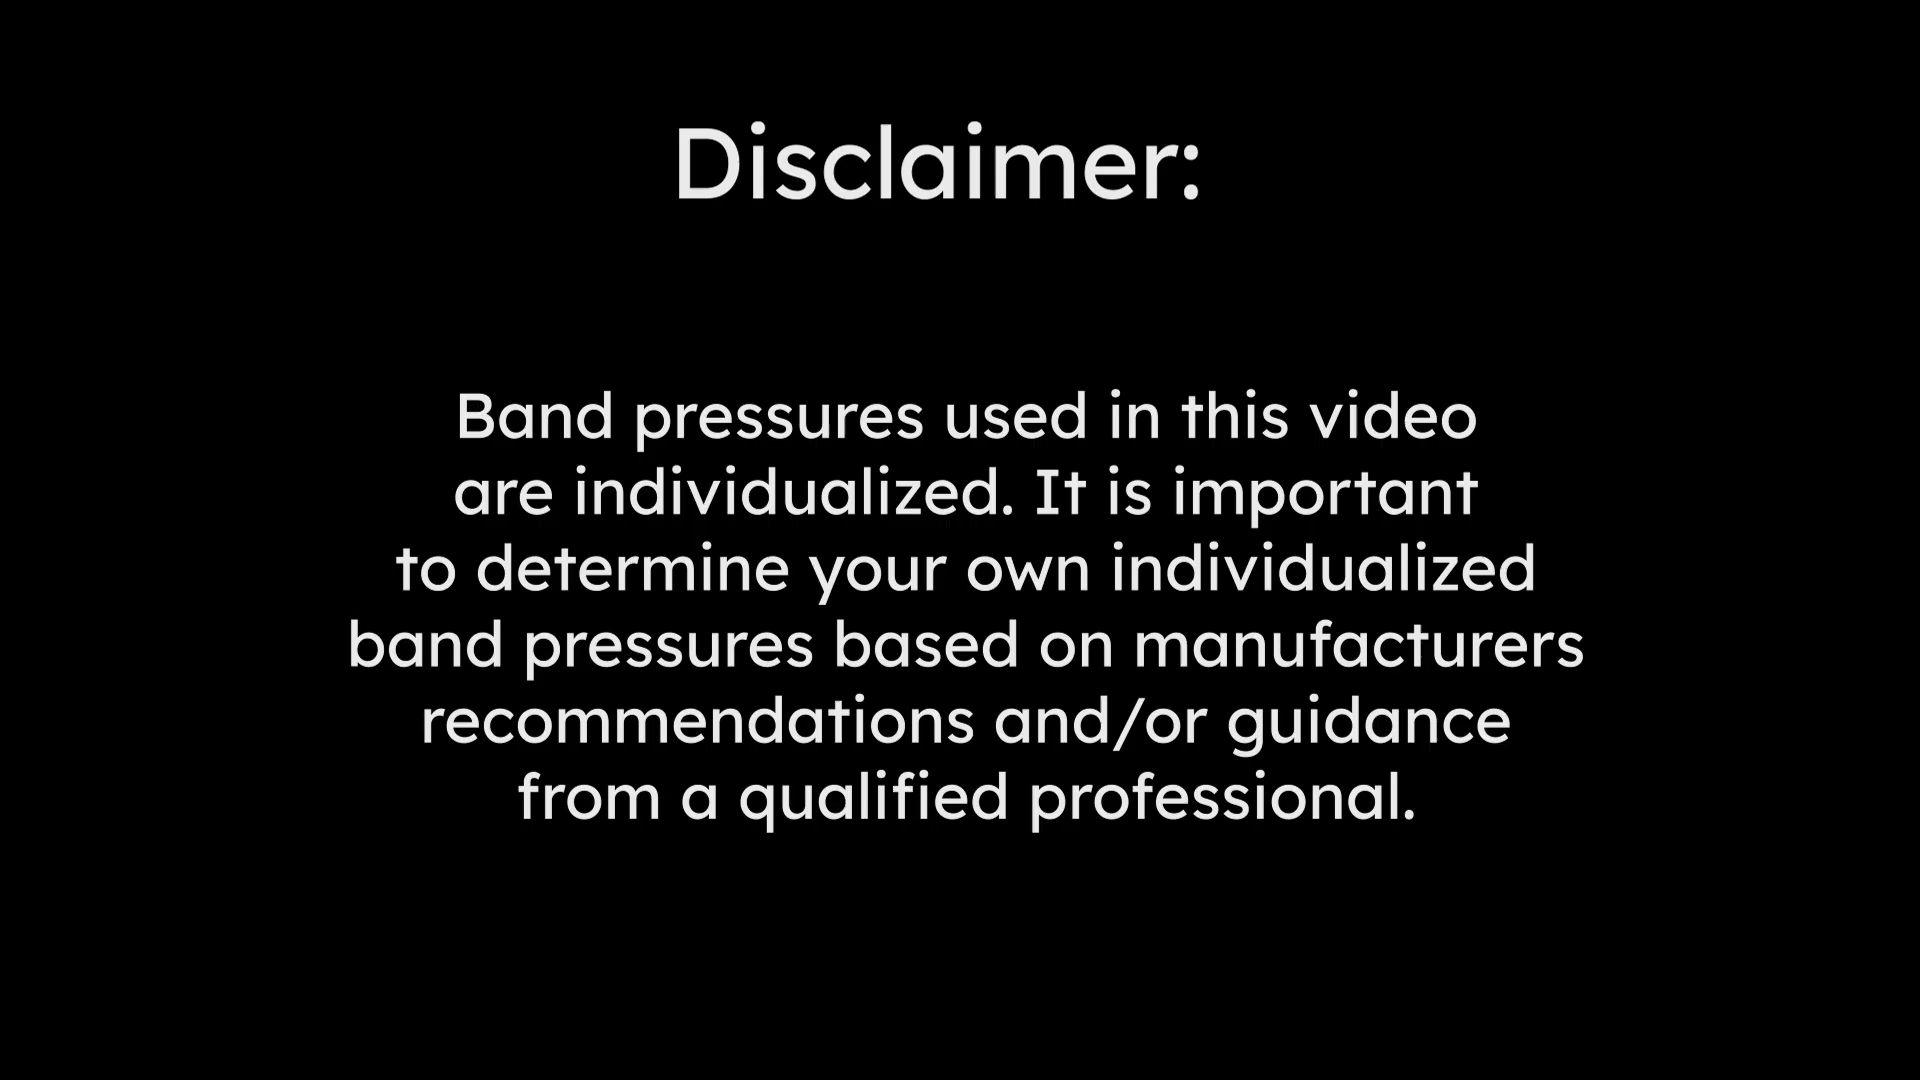 Disclaimer:
Band pressures used in this video
are individualized. It is important
to determine your own individualized
band pressures based on manufacturers
recommendations and/or guidance
from a qualified professional.